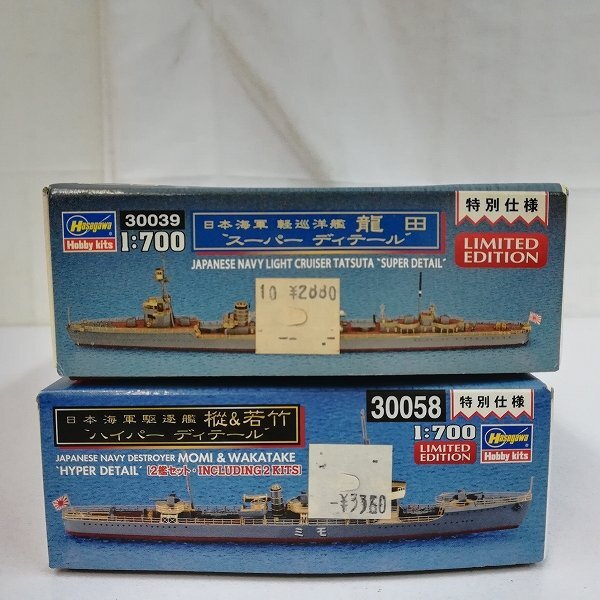 Hasegawa
Hobby kits
30039
1:700
日本海軍 軽巡洋艦 龍田
"スーパー ディテール"
JAPANESE NAVY LIGHT CRUISER TATSUTA "SUPER DETAIL"
特別仕様
LIMITED
EDITION
10 ¥2880
日本海軍駆逐艦 樅&若竹
"ハイパー ディテール"
JAPANESE NAVY DESTROYER MOMI & WAKATAKE
"HYPER DETAIL" [2艦セット・INCLUDING 2 KITS]
30058
特別仕様
1:700
LIMITED
EDITION
Hasegawa
Hobby kits
ミモ